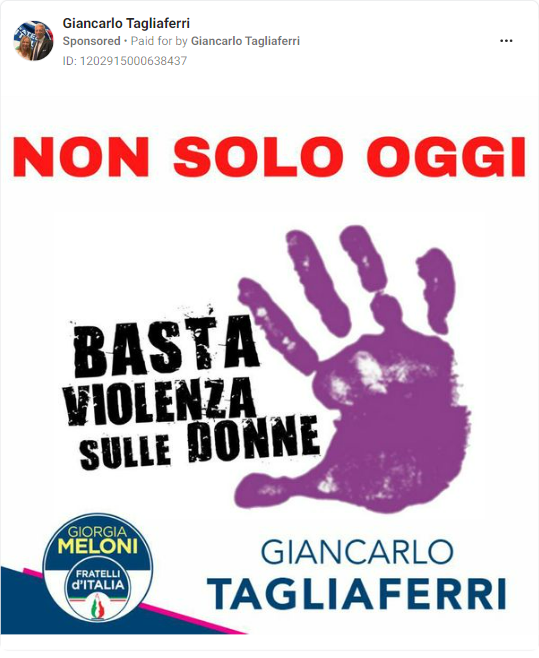 Giancarlo Tagliaferri
Sponsored • Paid for by Giancarlo Tagliaferri
ID: 1202915000638437
NON SOLO OGGI
BASTA
VIOLENZA
SULLE DONNE
GIORGIA
MELONI
FRATELLI
d'ITALIA
GIANCARLO
TAGLIAFERRI